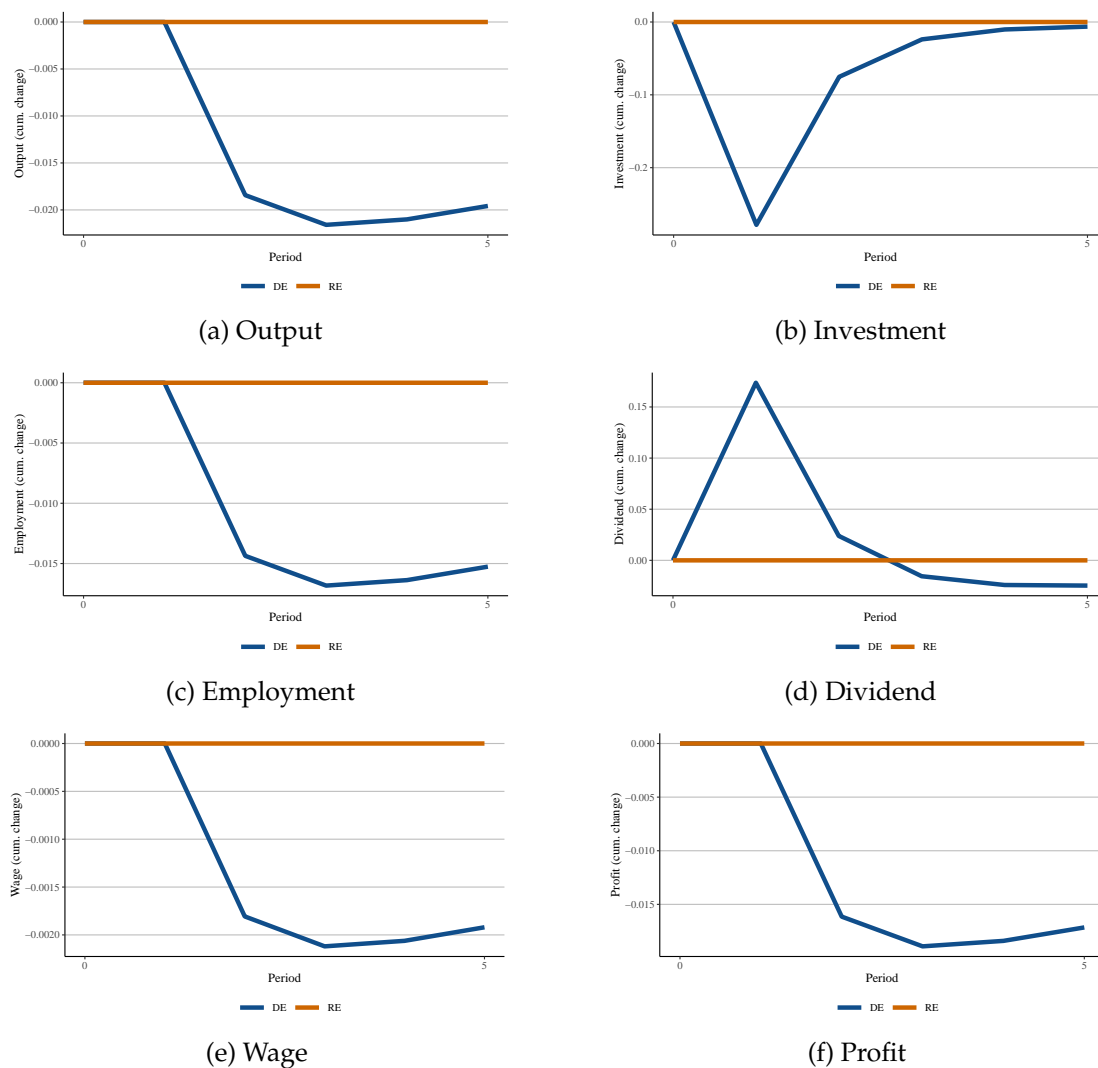 0.000
−0.005
−0.010
−0.015
−0.020
Output (cum. change)
0
5
Period
DE RE
(a) Output
0.0
−0.1
−0.2
Investment (cum. change)
0
5
Period
DE RE
(b) Investment
0.000
−0.005
−0.010
−0.015
Employment (cum. change)
0
5
Period
DE RE
(c) Employment
0.15
0.10
0.05
0.00
Dividend (cum. change)
0
5
Period
DE RE
(d) Dividend
0.0000
−0.0005
−0.0010
−0.0015
−0.0020
Wage (cum. change)
0
5
Period
DE RE
(e) Wage
0.000
−0.005
−0.010
−0.015
Profit (cum. change)
0
5
Period
DE RE
(f) Profit